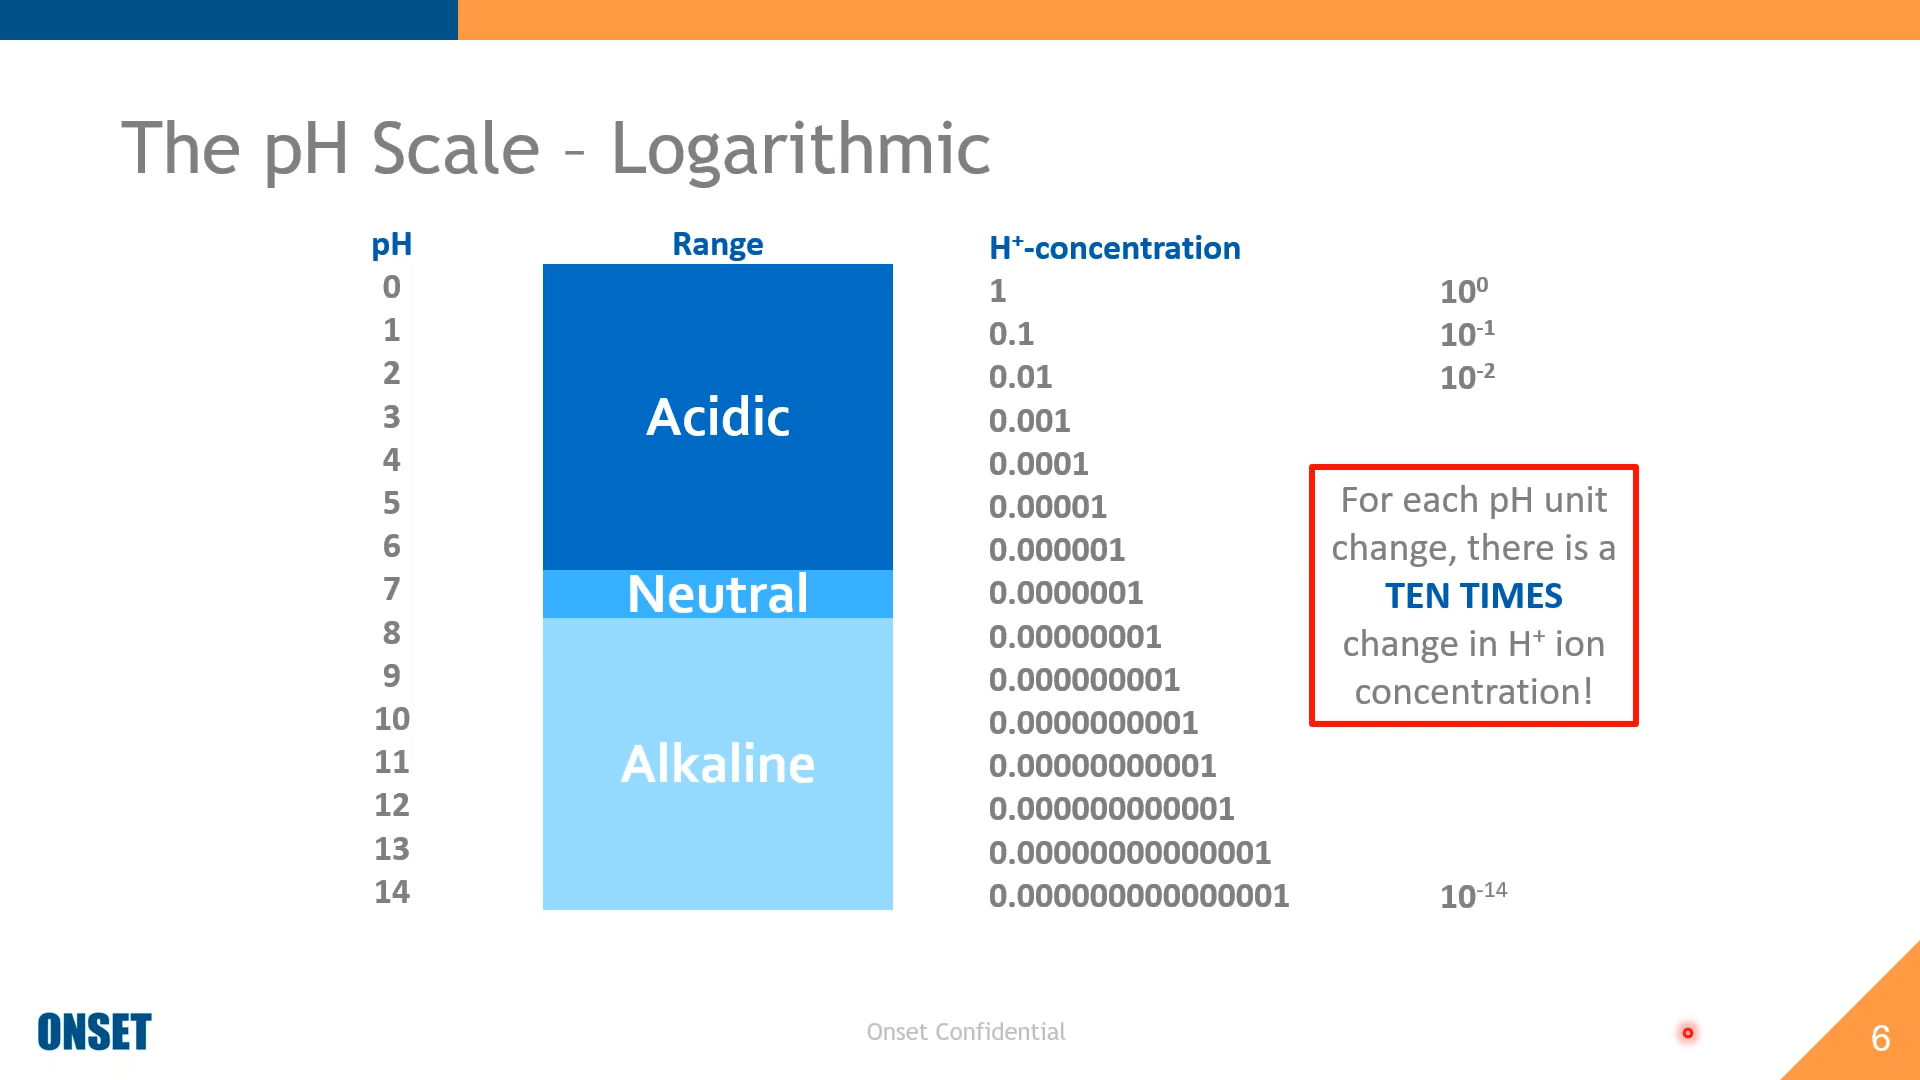 The pH Scale – Logarithmic
pH Range H⁺-concentration
0 1 10⁰
1 0.1 10⁻¹
2 0.01 10⁻²
3 Acidic 0.001
4 0.0001
5 0.00001
6 0.000001
7 Neutral 0.0000001
8 0.00000001
9 0.000000001
10 0.0000000001
11 Alkaline 0.00000000001
12 0.000000000001
13 0.00000000000001
14 0.000000000000001 10⁻¹⁴
For each pH unit
change, there is a
TEN TIMES
change in H⁺ ion
concentration!
ONSET
Onset Confidential
6